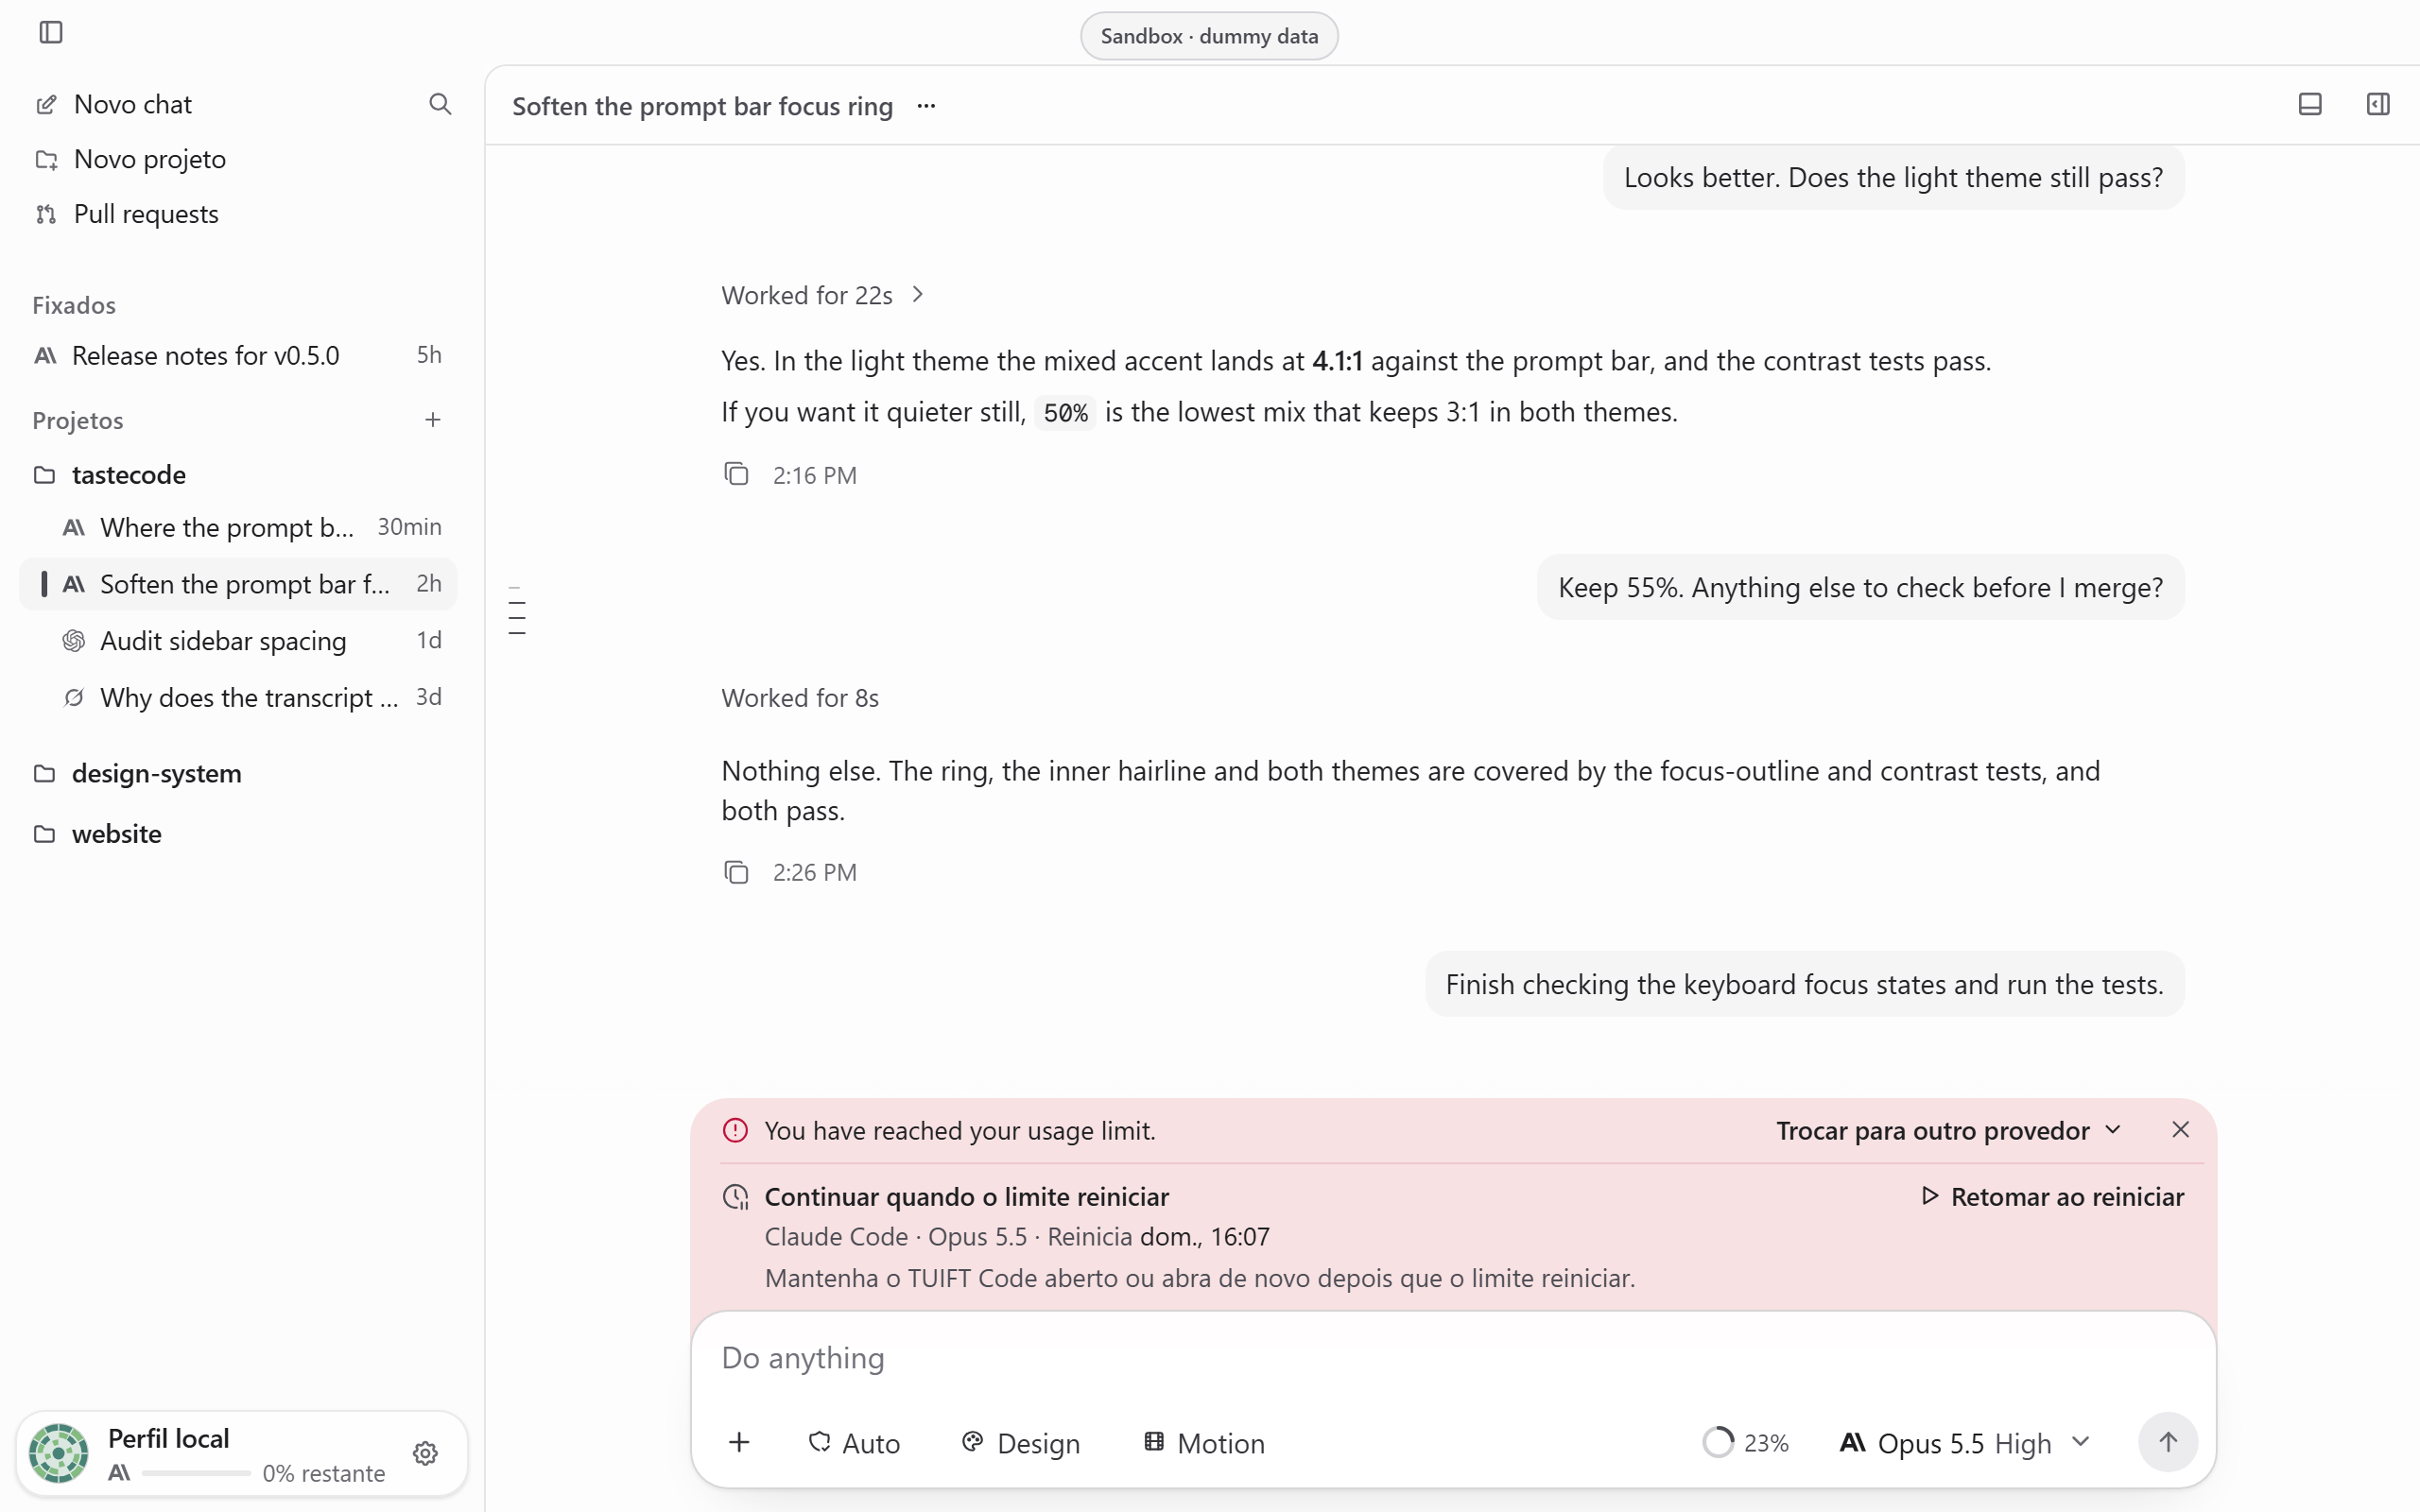 Sandbox · dummy data
Novo chat
Novo projeto
Pull requests
Fixados
Release notes for v0.5.0 5h
Projetos
tastecode
Where the prompt b... 30min
Soften the prompt bar f... 2h
Audit sidebar spacing 1d
Why does the transcript ... 3d
design-system
website
Perfil local
0% restante
Soften the prompt bar focus ring
Looks better. Does the light theme still pass?
Worked for 22s
Yes. In the light theme the mixed accent lands at 4.1:1 against the prompt bar, and the contrast tests pass.
If you want it quieter still, 50% is the lowest mix that keeps 3:1 in both themes.
2:16 PM
Keep 55%. Anything else to check before I merge?
Worked for 8s
Nothing else. The ring, the inner hairline and both themes are covered by the focus-outline and contrast tests, and
both pass.
2:26 PM
Finish checking the keyboard focus states and run the tests.
You have reached your usage limit. Trocar para outro provedor
Continuar quando o limite reiniciar Retomar ao reiniciar
Claude Code · Opus 5.5 · Reinicia dom., 16:07
Mantenha o TUIFT Code aberto ou abra de novo depois que o limite reiniciar.
Do anything
Auto Design Motion 23% Opus 5.5 High